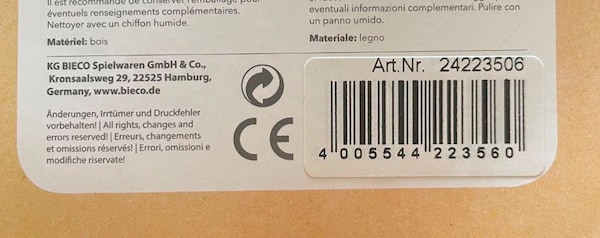 Il est recommandé de conserver l'emballage pour
éventuels renseignements complémentaires.
Nettoyer avec un chiffon humide.
Matériel: bois
eventuali informazioni complementari. Pulire con
un panno umido.
Materiale: legno
KG BIECO Spielwaren GmbH & Co.,
Kronsaalsweg 29, 22525 Hamburg,
Germany, www.bieco.de
Änderungen, Irrtümer und Druckfehler
vorbehalten! | All rights, changes and
errors reserved! | Erreurs, changements
et omissions réservés! | Errori, omissioni e
modifiche riservate!
CE
Art.Nr. 24223506
4 005544 223560